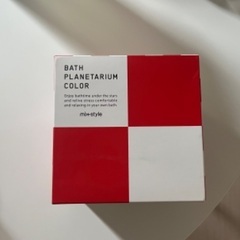 BATH
PLANETARIUM
COLOR
Enjoy bathtime under the stars,
and relive stress comfortably
and relaxing in your own bath.
mix•style